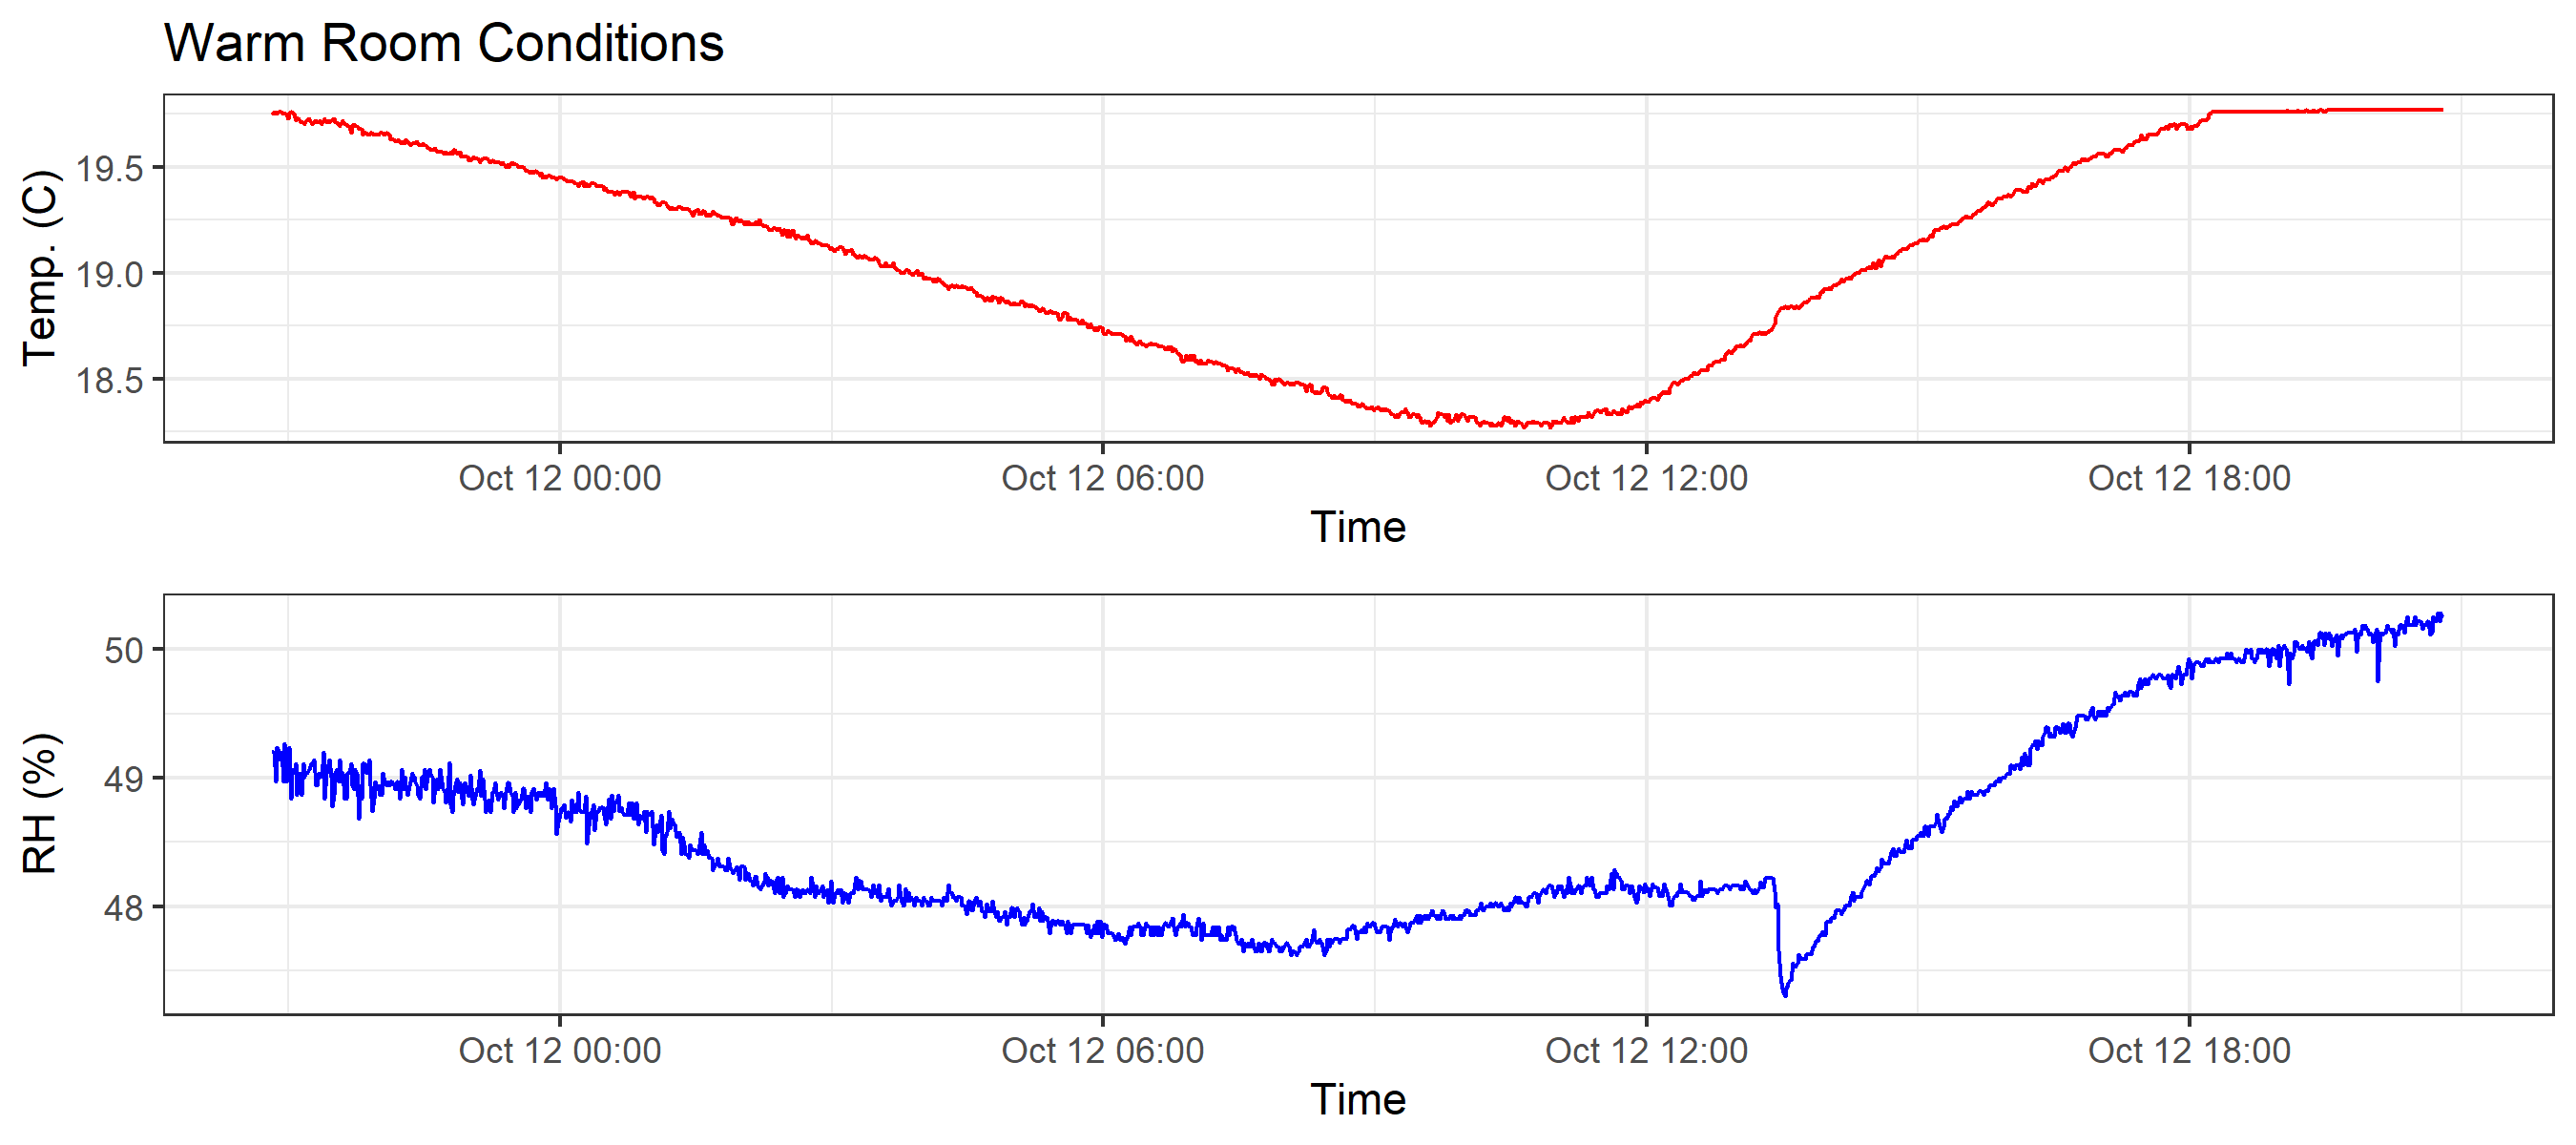 Warm Room Conditions
Temp. (C)
19.5
19.0
18.5
Oct 12 00:00 Oct 12 06:00 Oct 12 12:00 Oct 12 18:00
Time
RH (%)
50
49
48
Oct 12 00:00 Oct 12 06:00 Oct 12 12:00 Oct 12 18:00
Time